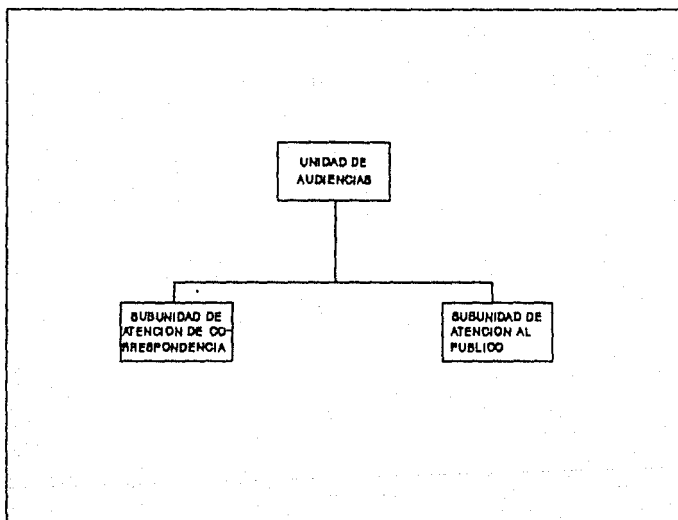 UNIDAD DE
AUDIENCIAS
SUBUNIDAD DE
ATENCION DE CO-
RRESPONDENCIA
SUBUNIDAD DE
ATENCION AL
PUBLICO